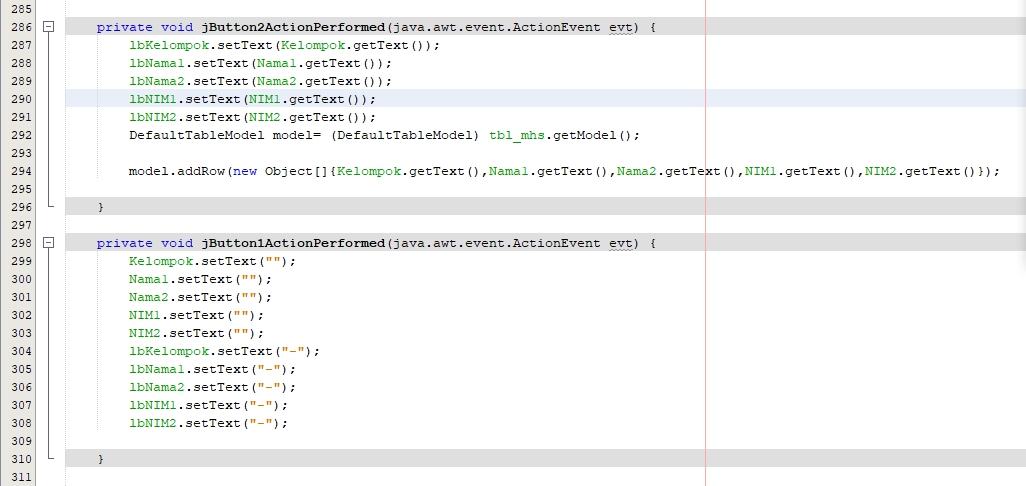 285
286 private void jButton2ActionPerformed(java.awt.event.ActionEvent evt) {
287 lbKelompok.setText(Kelompok.getText());
288 lbNama1.setText(Nama1.getText());
289 lbNama2.setText(Nama2.getText());
290 lbNIM1.setText(NIM1.getText());
291 lbNIM2.setText(NIM2.getText());
292 DefaultTableModel model= (DefaultTableModel) tbl_mhs.getModel();
293
294 model.addRow(new Object[]{Kelompok.getText(),Nama1.getText(),Nama2.getText(),NIM1.getText(),NIM2.getText()});
295
296 }
297
298 private void jButton1ActionPerformed(java.awt.event.ActionEvent evt) {
299 Kelompok.setText("");
300 Nama1.setText("");
301 Nama2.setText("");
302 NIM1.setText("");
303 NIM2.setText("");
304 lbKelompok.setText("-");
305 lbNama1.setText("-");
306 lbNama2.setText("-");
307 lbNIM1.setText("-");
308 lbNIM2.setText("-");
309
310 }
311